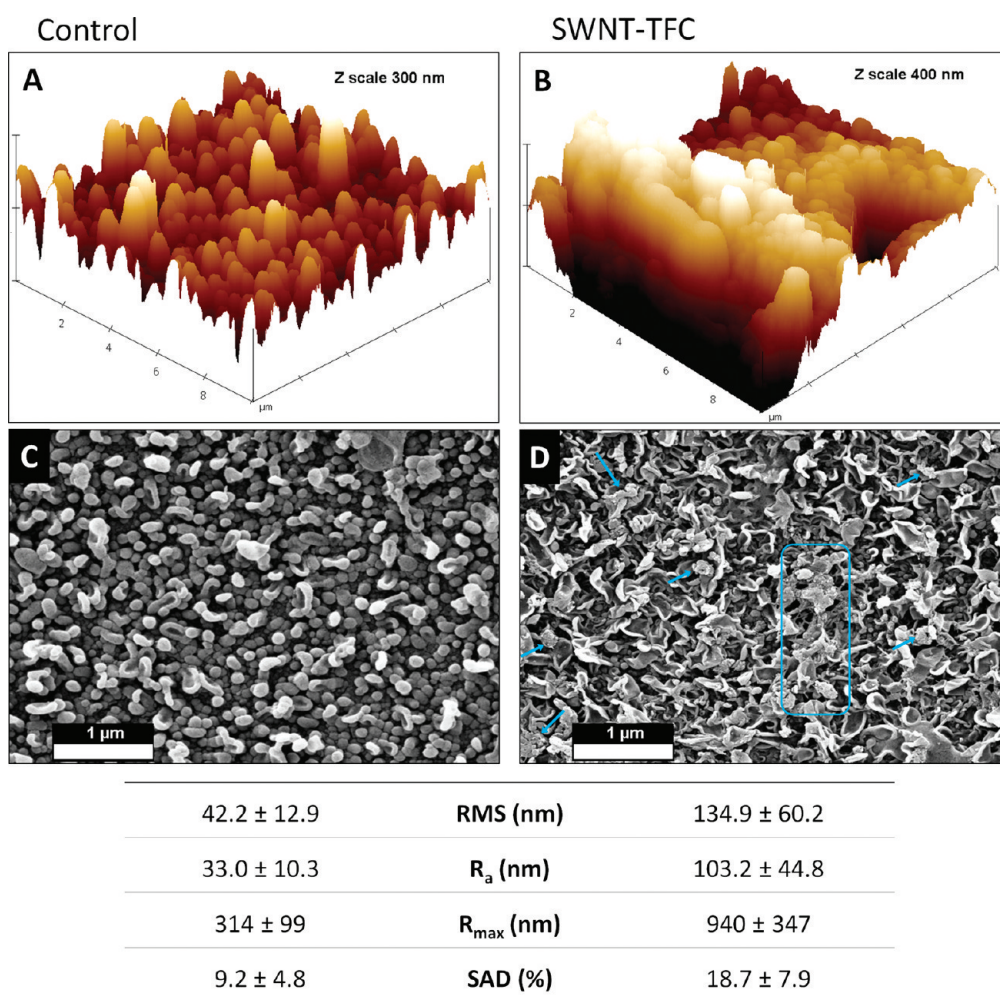 Control
SWNT-TFC
A
Z scale 300 nm
2
4
6
8
µm
B
Z scale 400 nm
2
4
6
8
µm
C
1 µm
D
1 µm
42.2 ± 12.9 RMS (nm) 134.9 ± 60.2
33.0 ± 10.3 Ra (nm) 103.2 ± 44.8
314 ± 99 Rmax (nm) 940 ± 347
9.2 ± 4.8 SAD (%) 18.7 ± 7.9